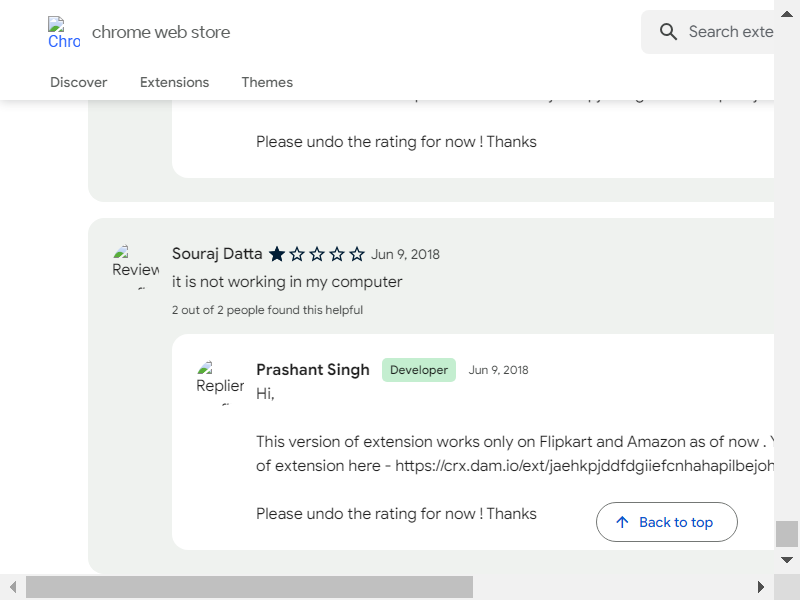 Chro
chrome web store
Search exte
Discover
Extensions
Themes
Please undo the rating for now ! Thanks
Review
Souraj Datta
Jun 9, 2018
it is not working in my computer
2 out of 2 people found this helpful
Replier
Prashant Singh
Developer
Jun 9, 2018
Hi,
This version of extension works only on Flipkart and Amazon as of now .
of extension here - https://crx.dam.io/ext/jaehkpjddfdgiiefcnhahapilbejoh
Please undo the rating for now ! Thanks
Back to top